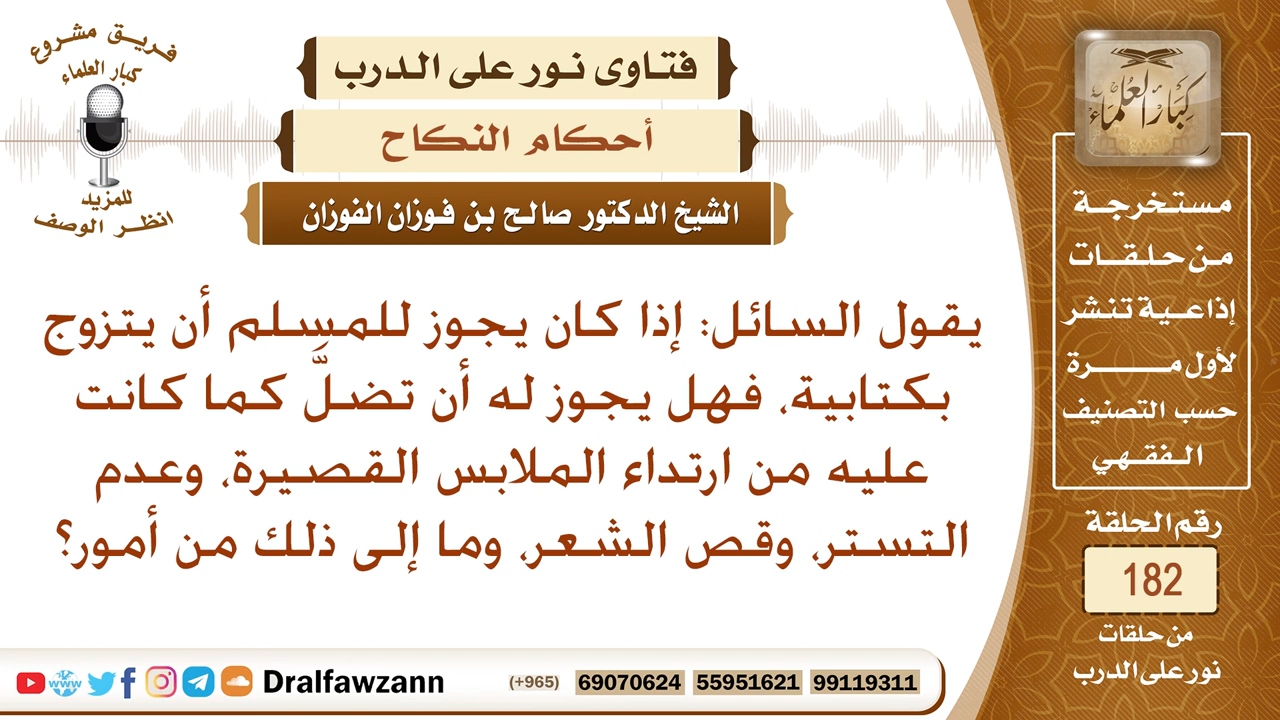 فريق مشروع
كبار العلماء
للمزيد
انظر الوصف
فتاوى نور على الدرب
أحكام النكاح
الشيخ الدكتور صالح بن فوزان الفوزان
يقول السائل: إذا كان يجوز للمسلم أن يتزوج
بكتابية، فهل يجوز له أن تضلَّ كما كانت
عليه من ارتداء الملابس القصيرة، وعدم
التستر، وقص الشعر، وما إلى ذلك من أمور؟
كبار العلماء
مستخرجة
من حلقات
إذاعية تنشر
لأول مرة
حسب التصنيف
الفقهي
رقم الحلقة
182
من حلقات
نور على الدرب
www
Dralfawzann
(+965) 69070624 55951621 99119311